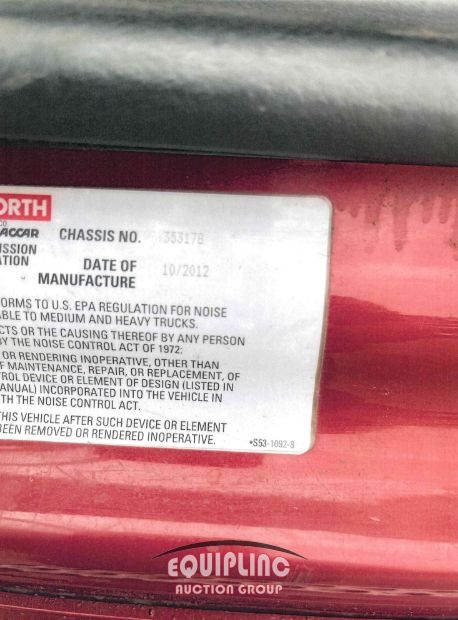 ORTH
CO
ACCAR CHASSIS NO. 353178
ISSION
ATION
DATE OF 10/2012
MANUFACTURE
ORMS TO U.S. EPA REGULATION FOR NOISE
ABLE TO MEDIUM AND HEAVY TRUCKS.
CTS OR THE CAUSING THEREOF BY ANY PERSON
BY THE NOISE CONTROL ACT OF 1972:
OR RENDERING INOPERATIVE, OTHER THAN
F MAINTENANCE, REPAIR, OR REPLACEMENT, OF
ROL DEVICE OR ELEMENT OF DESIGN (LISTED IN
ANUAL) INCORPORATED INTO THE VEHICLE IN
TH THE NOISE CONTROL ACT.
THIS VEHICLE AFTER SUCH DEVICE OR ELEMENT
BEEN REMOVED OR RENDERED INOPERATIVE.
+S53-1092-8
EQUIPLINC
AUCTION GROUP